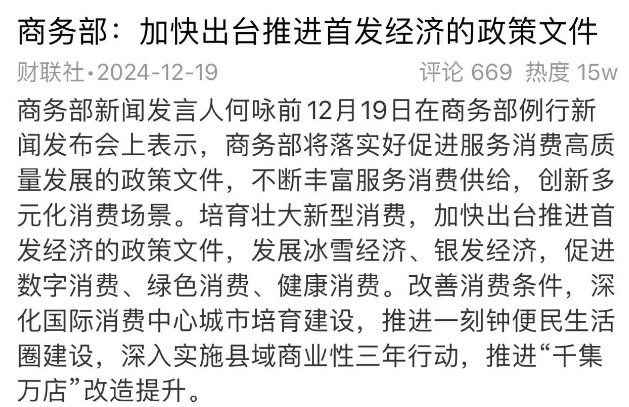 商务部：加快出台推进首发经济的政策文件
财联社·2024-12-19 评论 669 热度 15w
商务部新闻发言人何咏前12月19日在商务部例行新
闻发布会上表示，商务部将落实好促进服务消费高质
量发展的政策文件，不断丰富服务消费供给，创新多
元化消费场景。培育壮大新型消费，加快出台推进首
发经济的政策文件，发展冰雪经济、银发经济，促进
数字消费、绿色消费、健康消费。改善消费条件，深
化国际消费中心城市培育建设，推进一刻钟便民生活
圈建设，深入实施县域商业性三年行动，推进“千集
万店”改造提升。